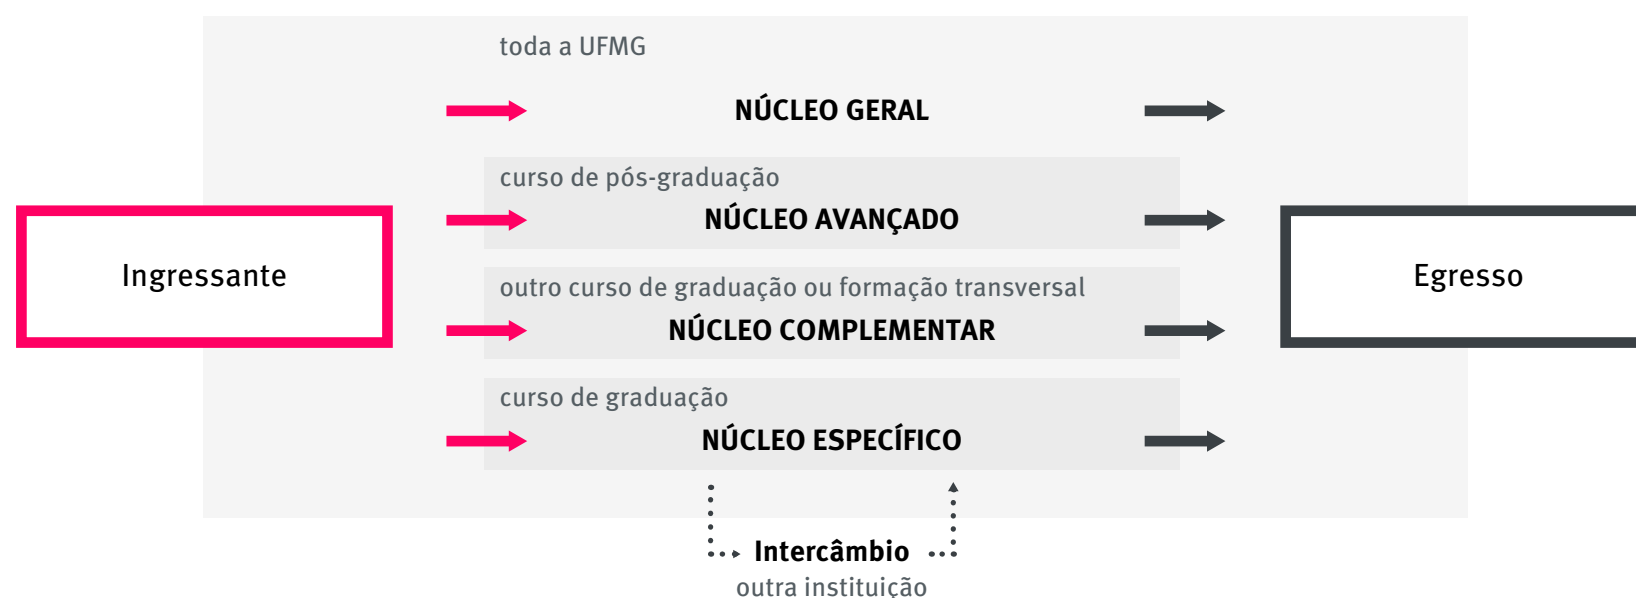 toda a UFMG
NÚCLEO GERAL
curso de pós-graduação
NÚCLEO AVANÇADO
Ingressante
Egresso
outro curso de graduação ou formação transversal
NÚCLEO COMPLEMENTAR
curso de graduação
NÚCLEO ESPECÍFICO
Intercâmbio
outra instituição